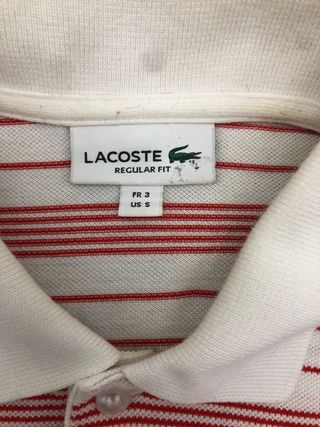 LACOSTE
REGULAR FIT
FR 3
US S